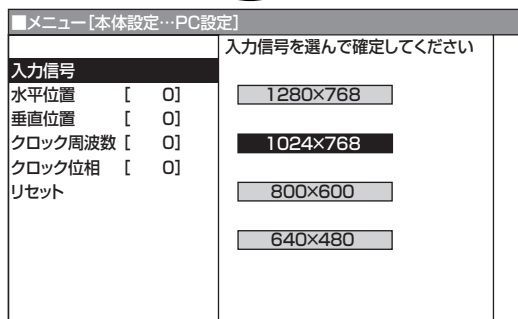 ■メニュー[本体設定…PC設定]
入力信号を選んで確定してください
入力信号
水平位置 [ 0]
垂直位置 [ 0]
クロック周波数 [ 0]
クロック位相 [ 0]
リセット
1280×768
1024×768
800×600
640×480